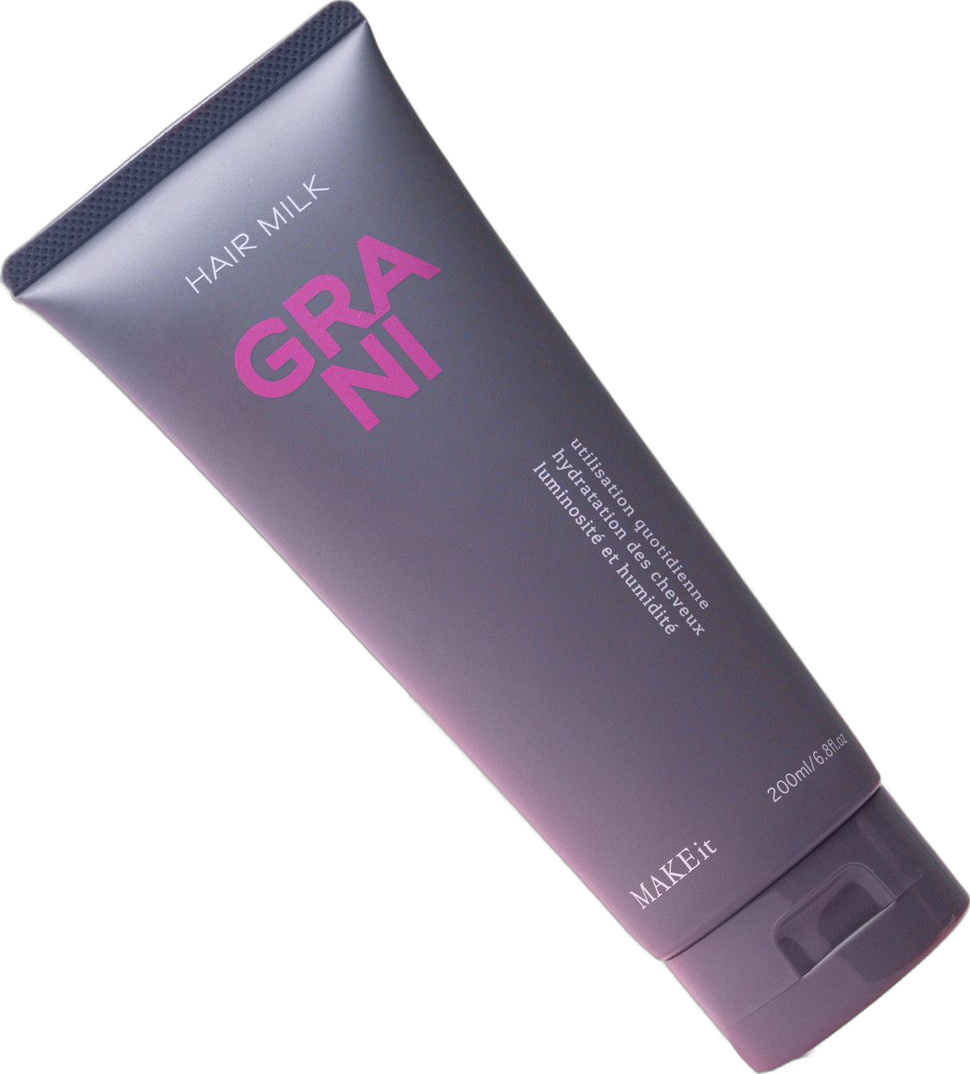 HAIR MILK
GRA
NI
utilisation quotidienne
hydratation des cheveux
luminosité et humidité
200ml/6.8fl.oz
MAKEit